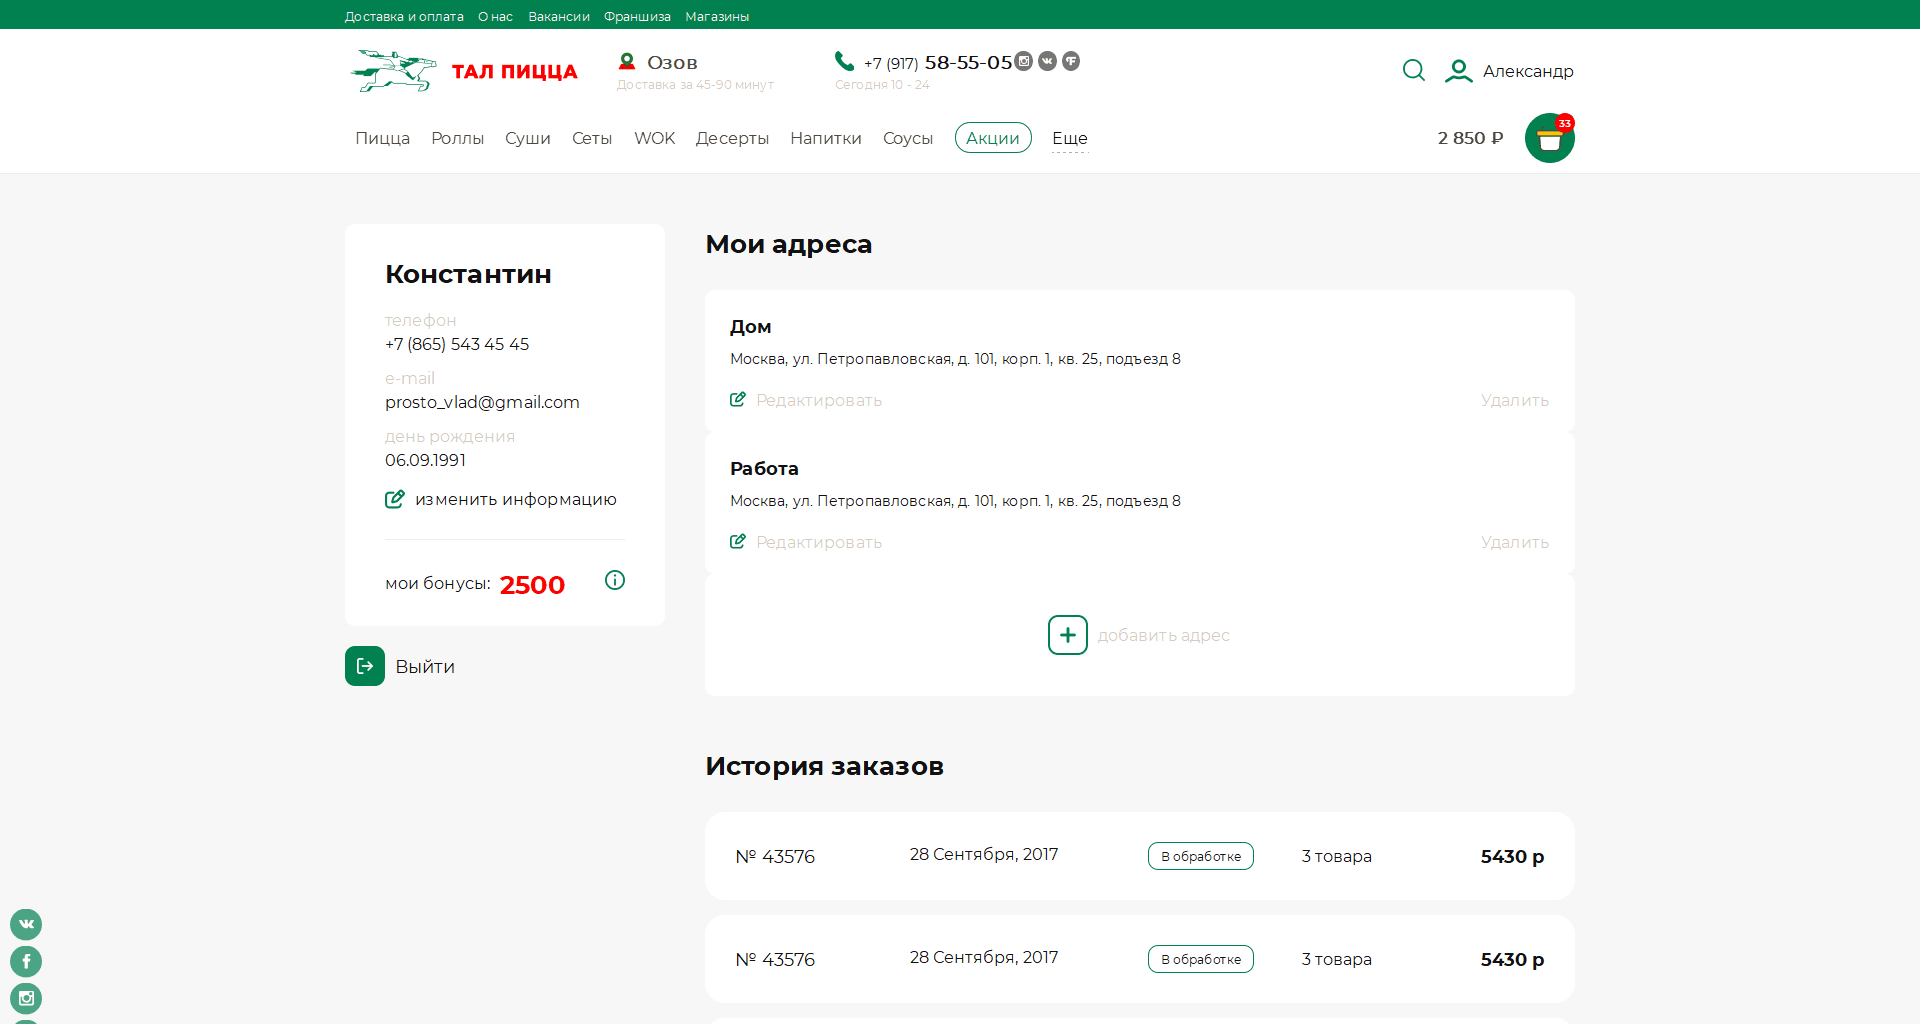 Доставка и оплата О нас Вакансии Франшиза Магазины
ТАЛ ПИЦЦА
Озов
Доставка за 45-90 минут
+7 (917) 58-55-05
Сегодня 10 - 24
Александр
Пицца Роллы Суши Сеты WOK Десерты Напитки Соусы Акции Еще
2 850 ₽
33
Константин
телефон
+7 (865) 543 45 45
e-mail
prosto_vlad@gmail.com
день рождения
06.09.1991
изменить информацию
мои бонусы: 2500
Выйти
Мои адреса
Дом
Москва, ул. Петропавловская, д. 101, корп. 1, кв. 25, подъезд 8
Редактировать Удалить
Работа
Москва, ул. Петропавловская, д. 101, корп. 1, кв. 25, подъезд 8
Редактировать Удалить
добавить адрес
История заказов
№ 43576 28 Сентября, 2017 В обработке 3 товара 5430 р
№ 43576 28 Сентября, 2017 В обработке 3 товара 5430 р